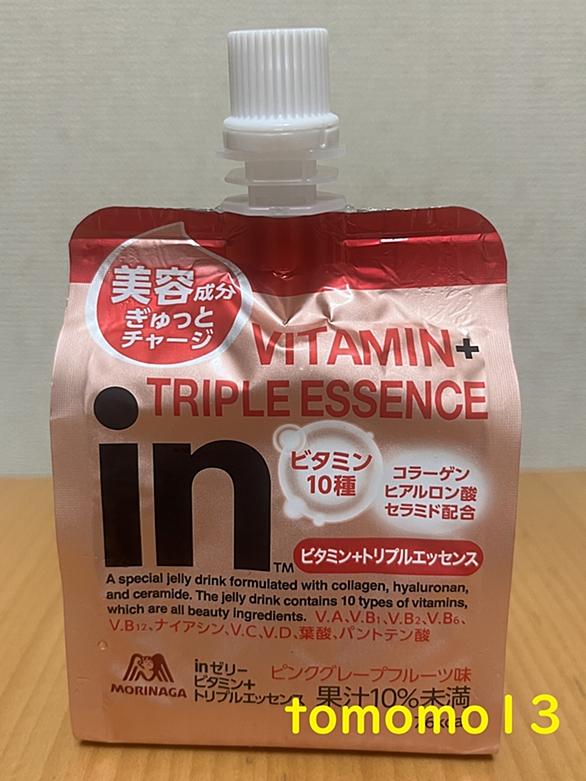 美容成分
ぎゅっと
チャージ
VITAMIN+
TRIPLE ESSENCE
in™
ビタミン
10種
コラーゲン
ヒアルロン酸
セラミド配合
ビタミン+トリプルエッセンス
A special jelly drink formulated with collagen, hyaluronan,
and ceramide. The jelly drink contains 10 types of vitamins,
which are all beauty ingredients. V.A、V.B1、V.B2、V.B6、
V.B12、ナイアシン、V.C、V.D、葉酸、パントテン酸
MORINAGA
inゼリー
ビタミン+
トリプルエッセンス
ピンクグレープフルーツ味
果汁10%未満
tomomo13